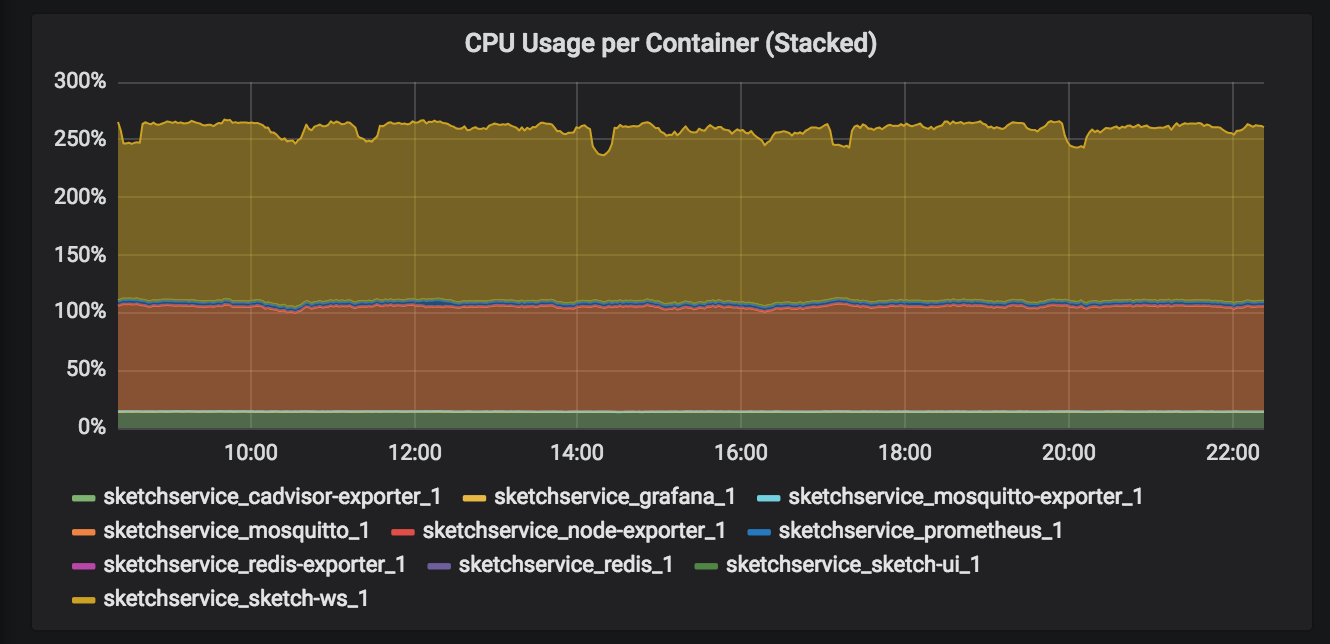 CPU Usage per Container (Stacked)
300%
250%
200%
150%
100%
50%
0%
10:00 12:00 14:00 16:00 18:00 20:00 22:00
sketchservice_cadvisor-exporter_1 sketchservice_grafana_1 sketchservice_mosquitto-exporter_1
sketchservice_mosquitto_1 sketchservice_node-exporter_1 sketchservice_prometheus_1
sketchservice_redis-exporter_1 sketchservice_redis_1 sketchservice_sketch-ui_1
sketchservice_sketch-ws_1